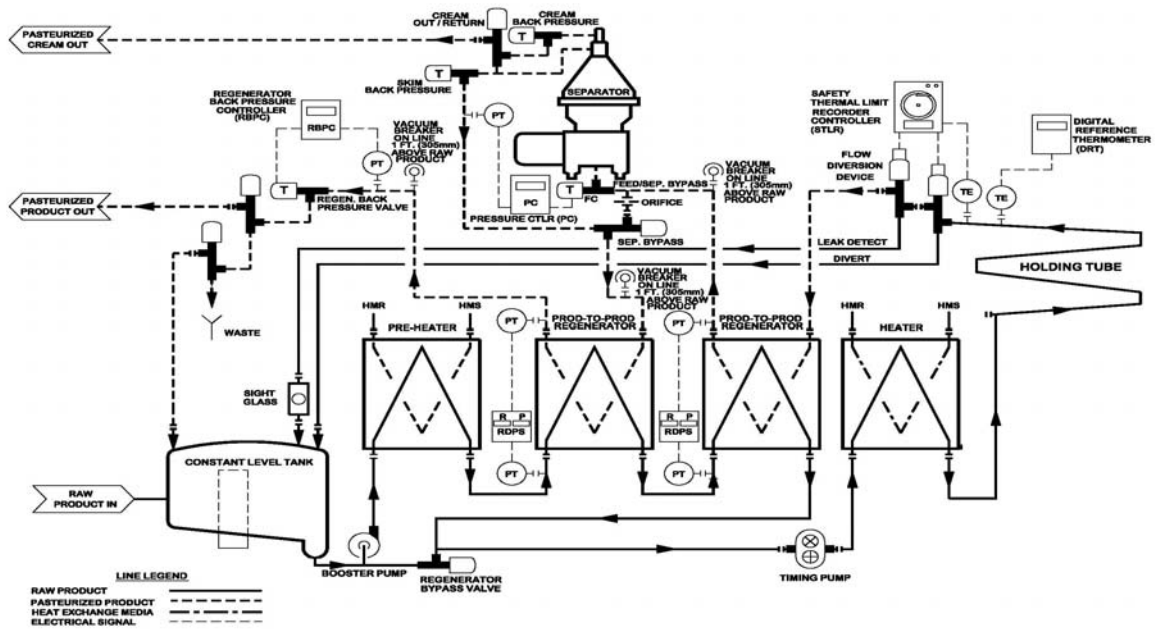 PASTEURIZED
CREAM OUT
CREAM
OUT / RETURN
CREAM
BACK PRESSURE
T
T
SKIM
BACK PRESSURE
SEPARATOR
REGENERATOR
BACK PRESSURE
CONTROLLER
(RBPC)
RBPC
VACUUM
BREAKER
ON LINE
1 FT. (305mm)
ABOVE RAW
PRODUCT
PT
PT
T
REGEN. BACK
PRESSURE VALVE
PC
PRESSURE CTLR (PC)
T
FC
FEED/SEP. BYPASS
ORIFICE
SEP. BYPASS
VACUUM
BREAKER
ON LINE
1 FT. (305mm)
ABOVE RAW
PRODUCT
SAFETY
THERMAL LIMIT
RECORDER
CONTROLLER
(STLR)
FLOW
DIVERSION
DEVICE
DIGITAL
REFERENCE
THERMOMETER
(DRT)
TE
TE
PASTEURIZED
PRODUCT OUT
LEAK DETECT
DIVERT
HOLDING TUBE
WASTE
VACUUM
BREAKER
ON LINE
1 FT. (305mm)
ABOVE RAW
PRODUCT
HMR
HMS
PRE-HEATER
PT
PROD-TO-PROD
REGENERATOR
PT
PROD-TO-PROD
REGENERATOR
HMR
HMS
HEATER
SIGHT
GLASS
R P
RDPS
PT
R P
RDPS
PT
CONSTANT LEVEL TANK
RAW
PRODUCT IN
BOOSTER PUMP
REGENERATOR
BYPASS VALVE
TIMING PUMP
LINE LEGEND
RAW PRODUCT
PASTEURIZED PRODUCT
HEAT EXCHANGE MEDIA
ELECTRICAL SIGNAL